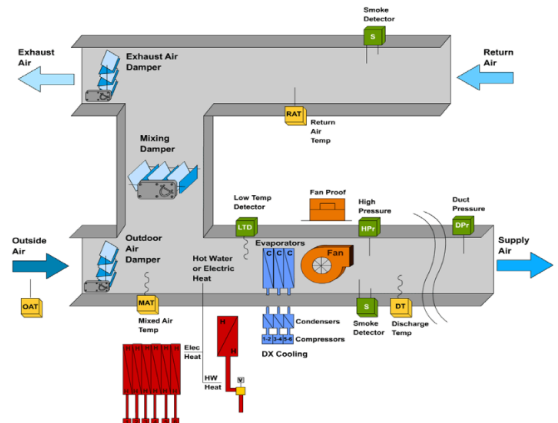 Smoke
Detector
S
Exhaust
Air
Exhaust Air
Damper
Return
Air
RAT
Return
Air
Temp
Mixing
Damper
Fan Proof
Low Temp
Detector
High
Pressure
Duct
Pressure
LTD
HPr
DPr
Outside
Air
Outdoor
Air
Damper
Hot Water
or Electric
Heat
Evaporators
C C C
Fan
Supply
Air
OAT
MAT
Mixed Air
Temp
S
Smoke
Detector
DT
Discharge
Temp
Condensers
1-2 3-4 5-6
Compressors
DX Cooling
Elec
Heat
HW
Heat
H H H H H H
H H H H H H
H
H
V